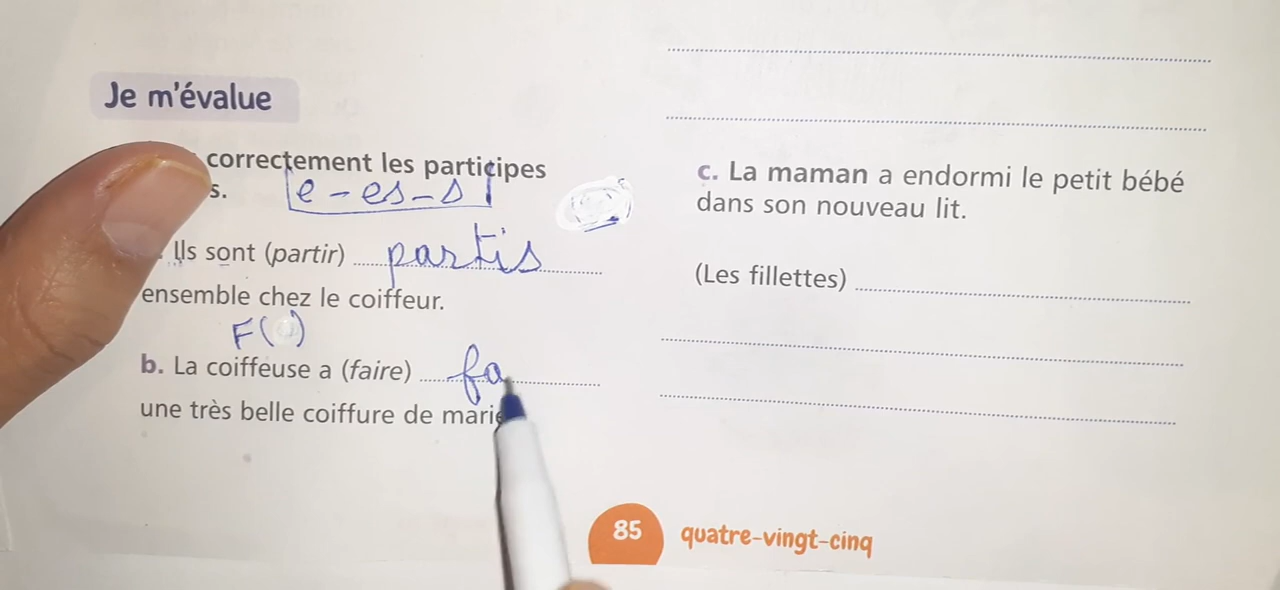 Je m'évalue
correctement les participes
s.
e - es - s
Ils sont (partir) partis
ensemble chez le coiffeur.
F( )
b. La coiffeuse a (faire) fa
une très belle coiffure de marié
c. La maman a endormi le petit bébé
dans son nouveau lit.
(Les fillettes)
85 quatre-vingt-cinq